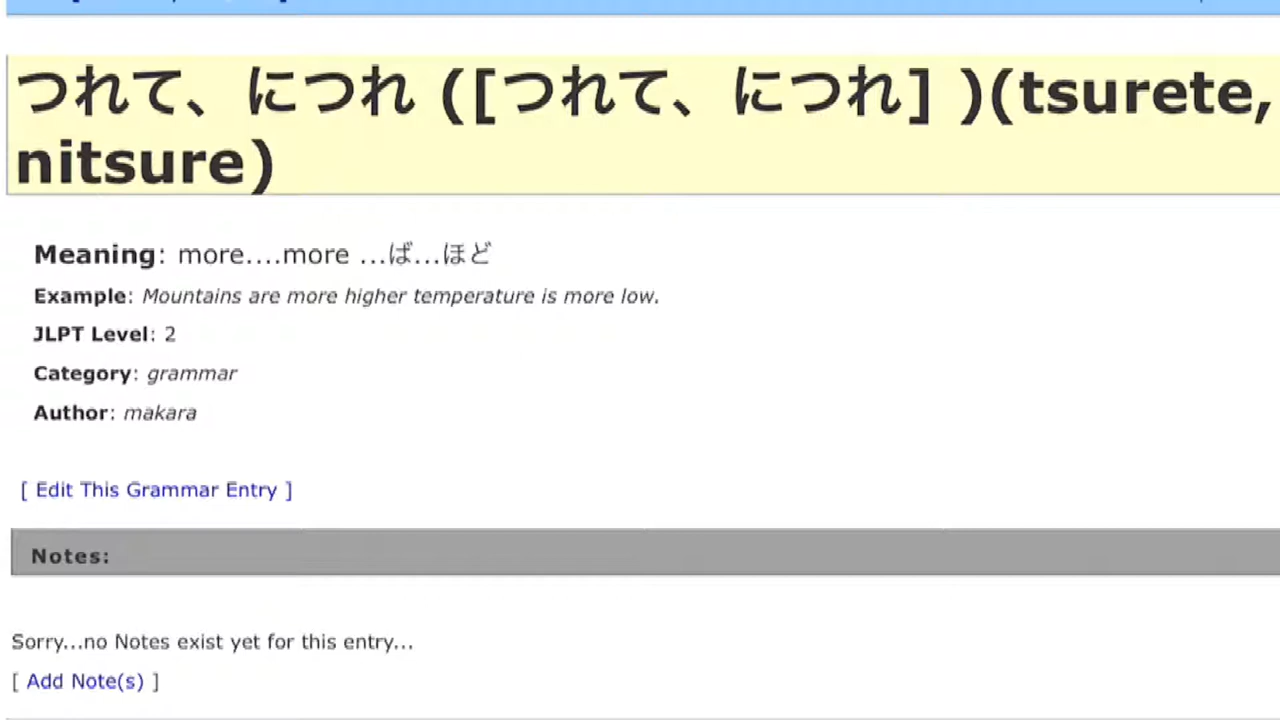 つれて、につれ ([つれて、につれ] )(tsurete,
nitsure)
Meaning: more....more ...ば...ほど
Example: Mountains are more higher temperature is more low.
JLPT Level: 2
Category: grammar
Author: makara
[ Edit This Grammar Entry ]
Notes:
Sorry...no Notes exist yet for this entry...
[ Add Note(s) ]